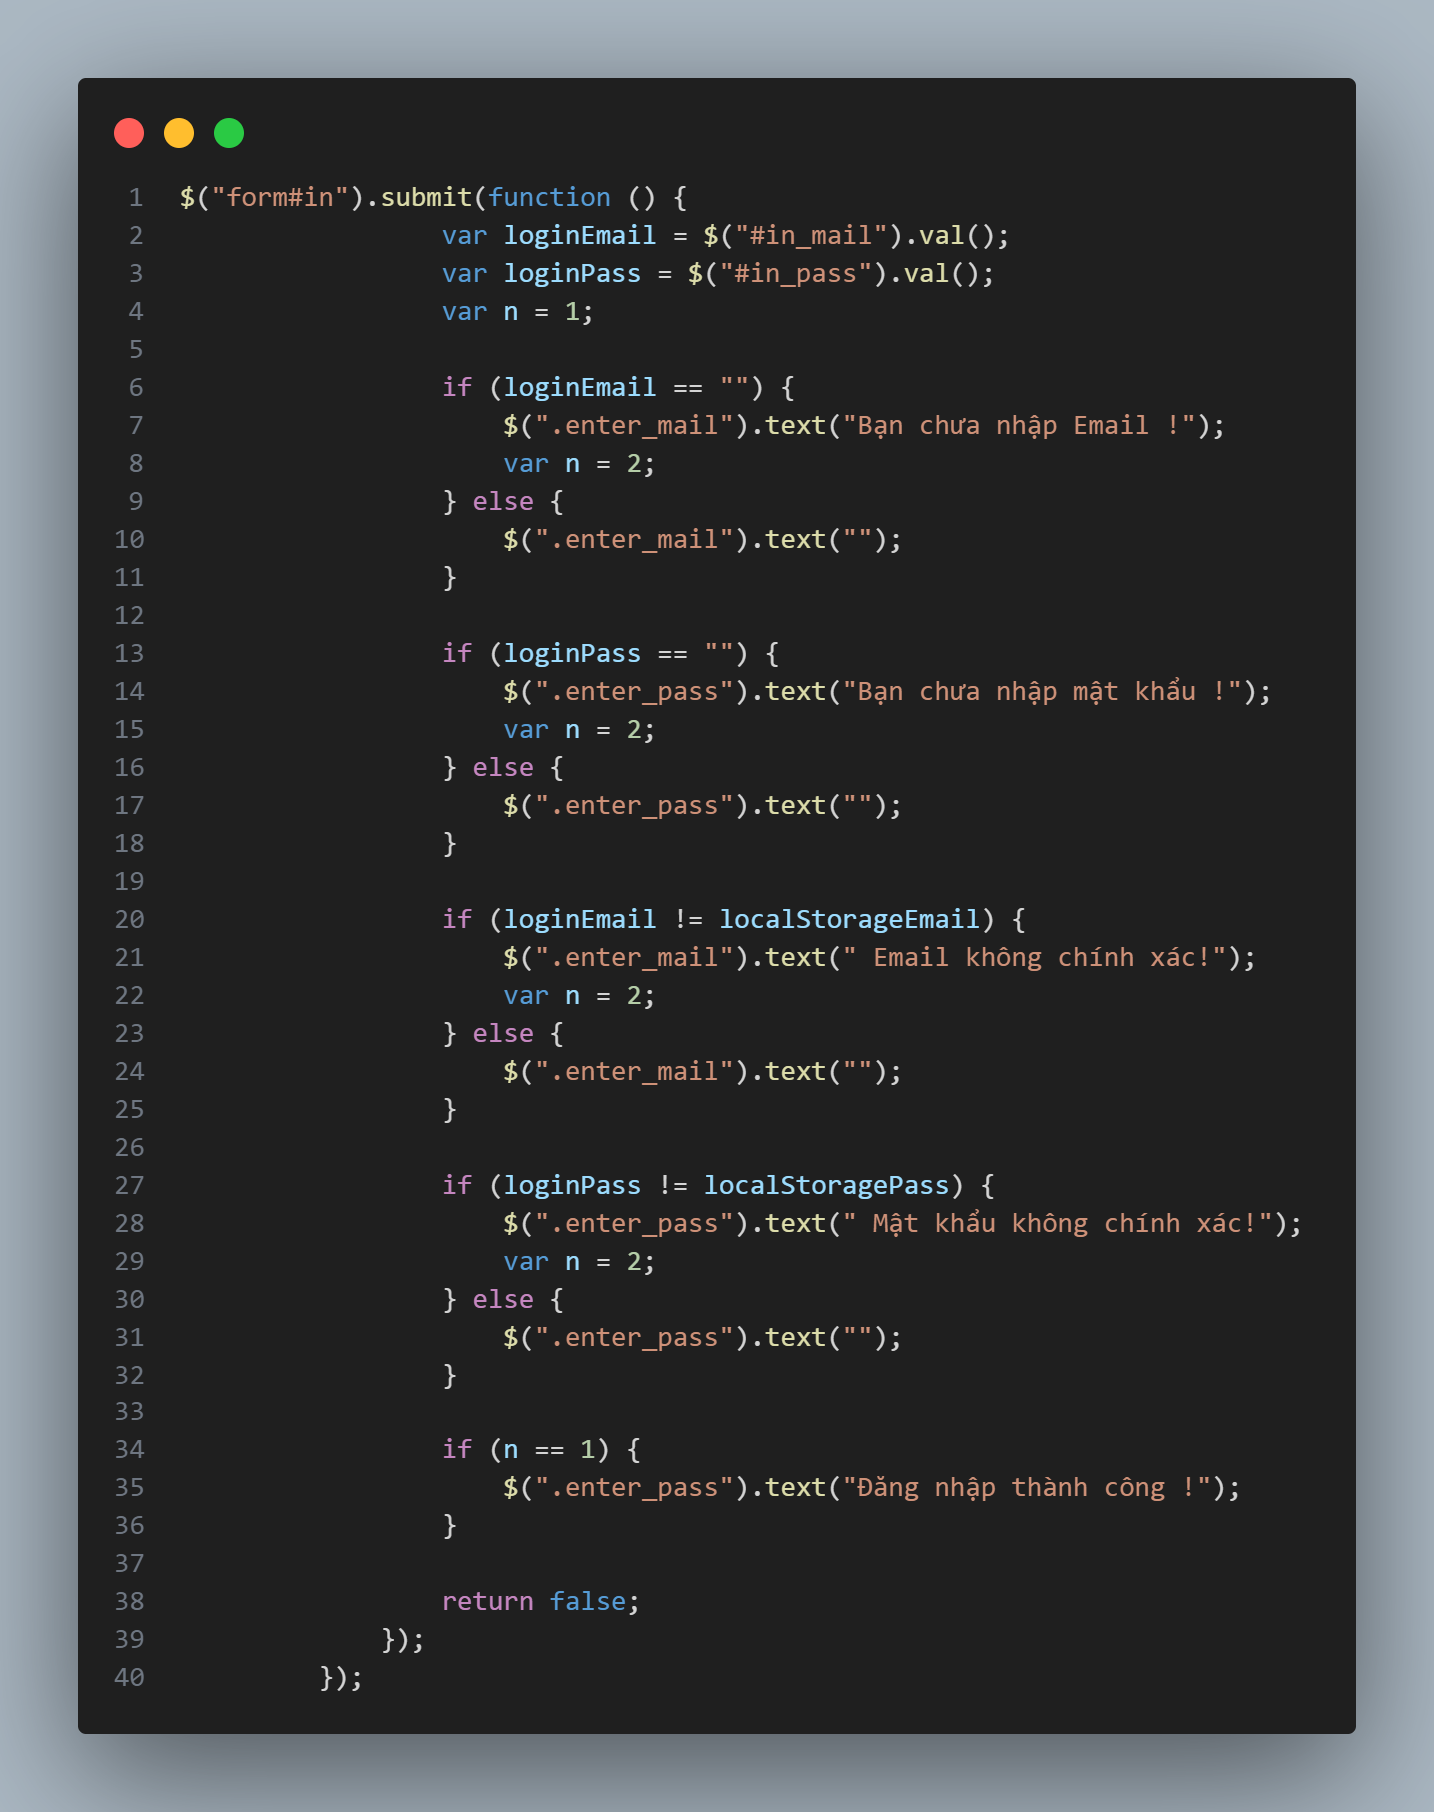 1 $("form#in").submit(function () {
2 var loginEmail = $("#in_mail").val();
3 var loginPass = $("#in_pass").val();
4 var n = 1;
5
6 if (loginEmail == "") {
7 $(".enter_mail").text("Bạn chưa nhập Email !");
8 var n = 2;
9 } else {
10 $(".enter_mail").text("");
11 }
12
13 if (loginPass == "") {
14 $(".enter_pass").text("Bạn chưa nhập mật khẩu !");
15 var n = 2;
16 } else {
17 $(".enter_pass").text("");
18 }
19
20 if (loginEmail != localStorageEmail) {
21 $(".enter_mail").text(" Email không chính xác!");
22 var n = 2;
23 } else {
24 $(".enter_mail").text("");
25 }
26
27 if (loginPass != localStoragePass) {
28 $(".enter_pass").text(" Mật khẩu không chính xác!");
29 var n = 2;
30 } else {
31 $(".enter_pass").text("");
32 }
33
34 if (n == 1) {
35 $(".enter_pass").text("Đăng nhập thành công !");
36 }
37
38 return false;
39 });
40 });